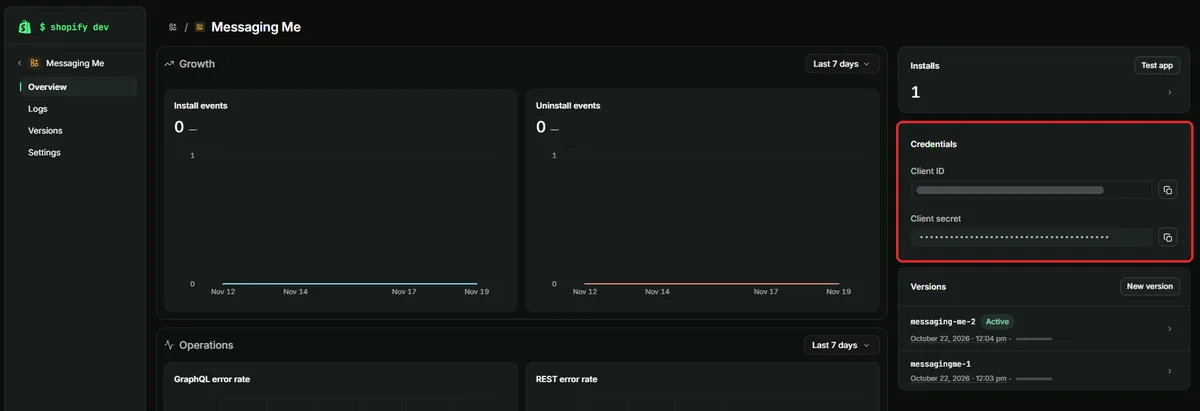 $ shopify dev
Messaging Me
Overview
Logs
Versions
Settings
/ Messaging Me
Growth
Last 7 days
Install events
0 —
1
0
Nov 12 Nov 14 Nov 17 Nov 19
Uninstall events
0 —
1
0
Nov 12 Nov 14 Nov 17 Nov 19
Operations
Last 7 days
GraphQL error rate
REST error rate
Installs
Test app
1
Credentials
Client ID
Client secret
••••••••••••••••••••••••••••••••••••••
Versions
New version
messaging-me-2 Active
October 22, 2026 · 12:04 pm ·
messagingme-1
October 22, 2026 · 12:03 pm ·